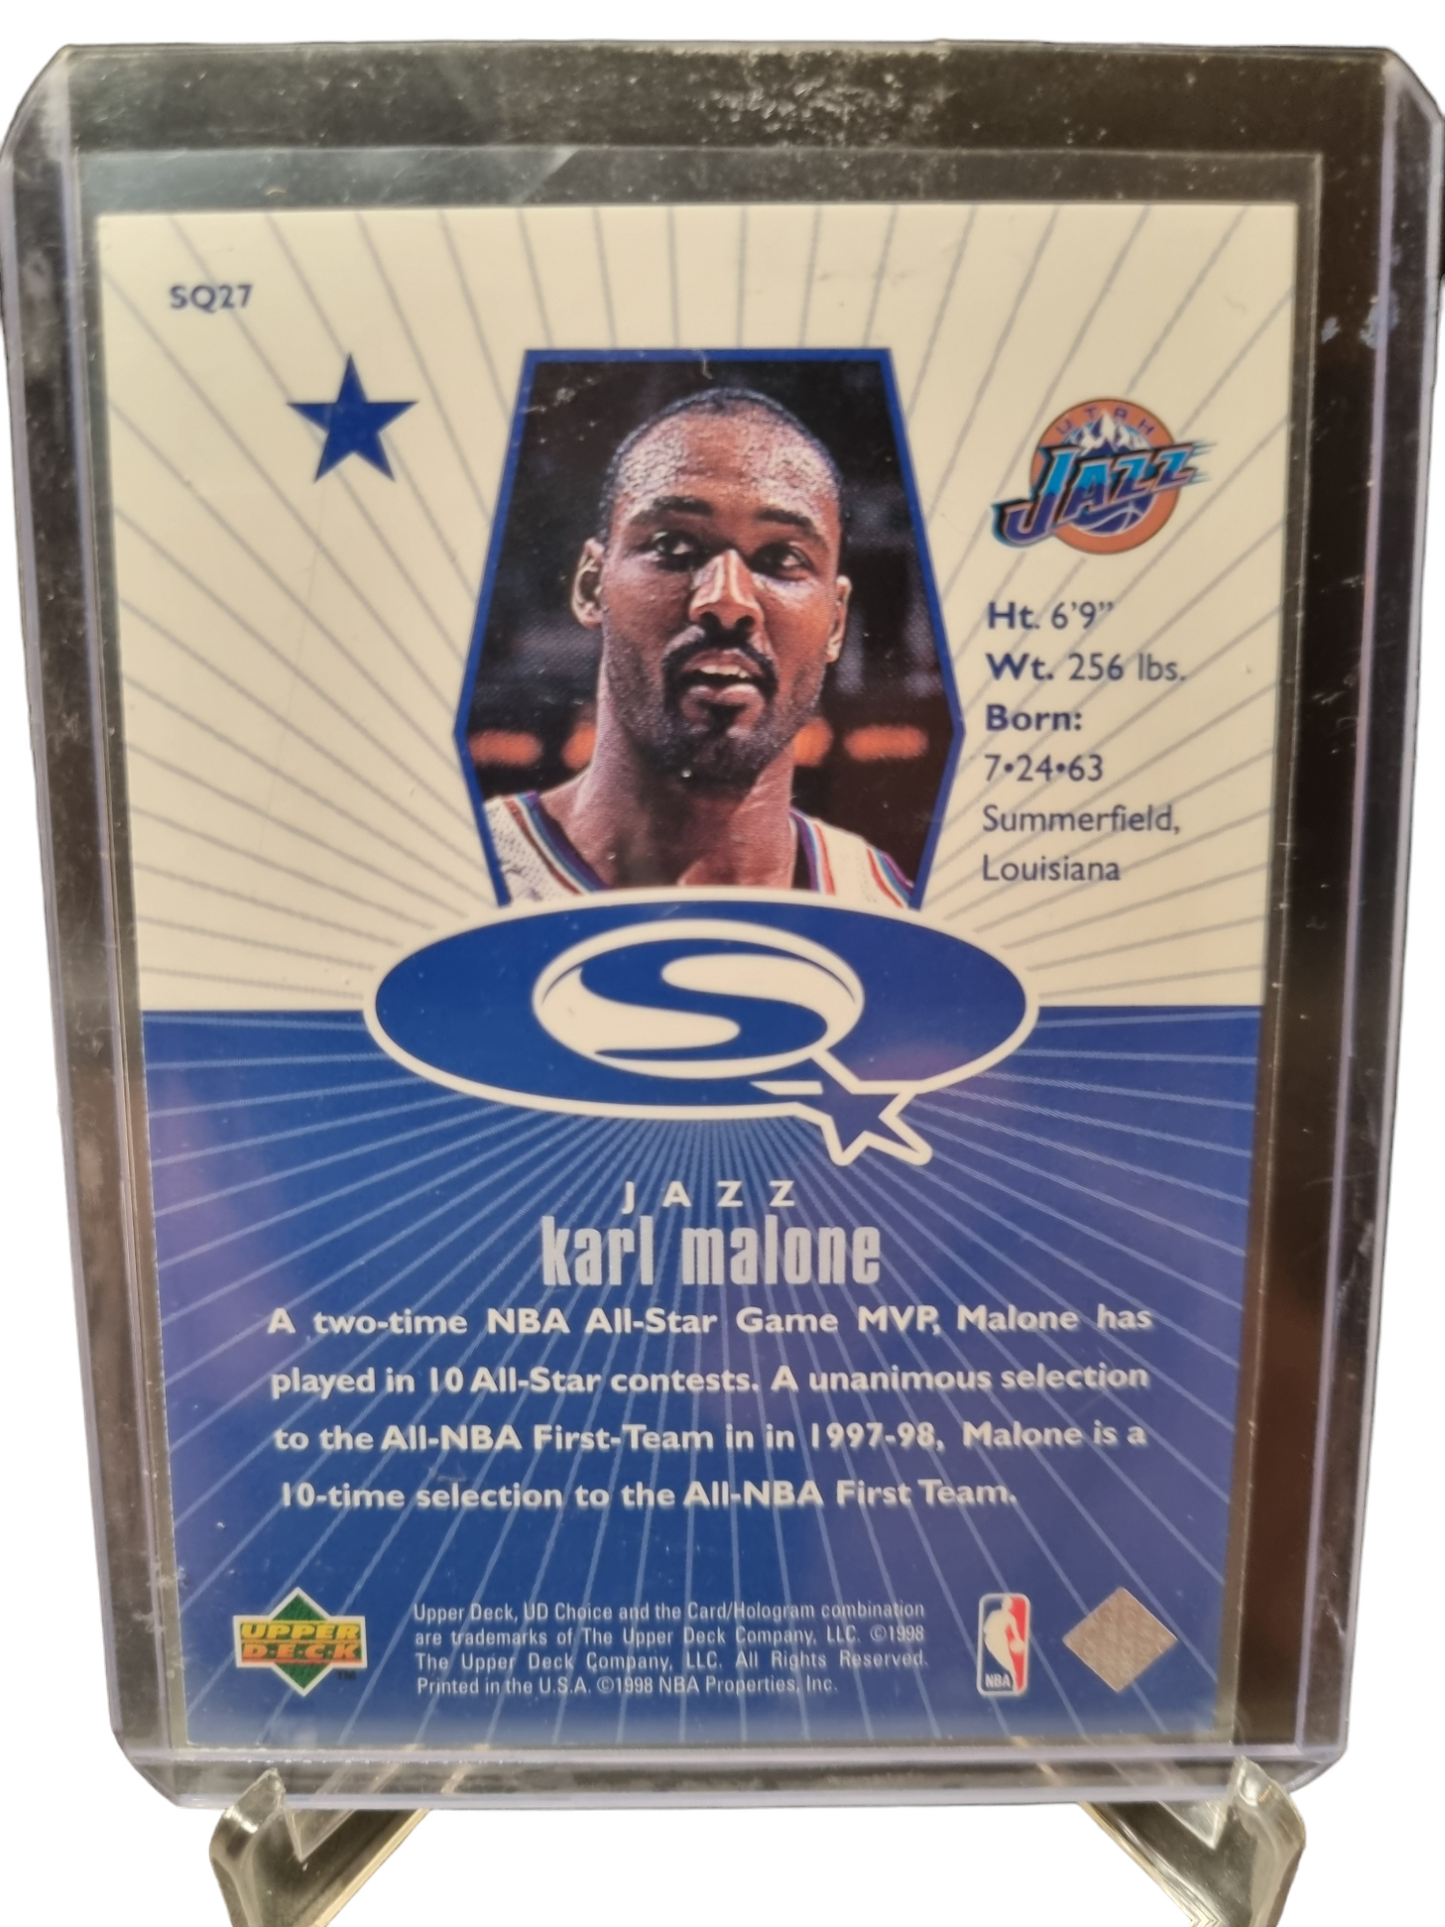 SQ27
UTAH
JAZZ
Ht. 6'9"
Wt. 256 lbs.
Born:
7•24•63
Summerfield,
Louisiana
SQ
JAZZ
karl malone
A two-time NBA All-Star Game MVP, Malone has
played in 10 All-Star contests. A unanimous selection
to the All-NBA First-Team in in 1997-98, Malone is a
10-time selection to the All-NBA First Team.
UPPER
D·E·C·K
TM
Upper Deck, UD Choice and the Card/Hologram combination
are trademarks of The Upper Deck Company, LLC. ©1998
The Upper Deck Company, LLC. All Rights Reserved.
Printed in the U.S.A. ©1998 NBA Properties, Inc.
NBA